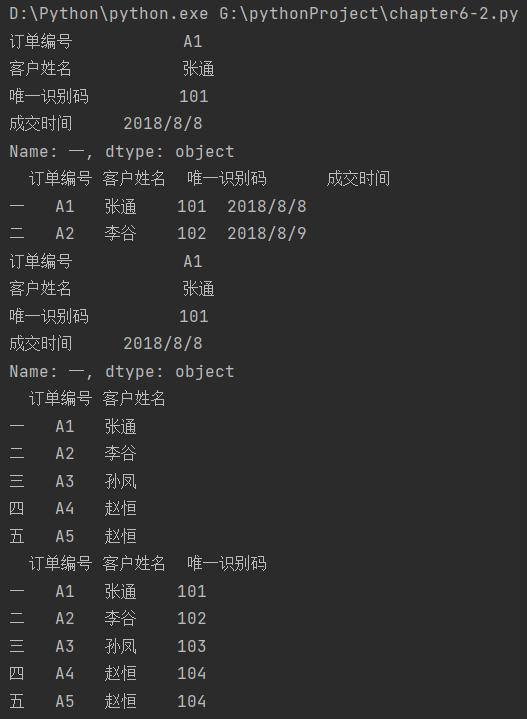 D:\Python\python.exe G:\pythonProject\chapter6-2.py
订单编号 A1
客户姓名 张通
唯一识别码 101
成交时间 2018/8/8
Name: 一, dtype: object
订单编号 客户姓名 唯一识别码 成交时间
一 A1 张通 101 2018/8/8
二 A2 李谷 102 2018/8/9
订单编号 A1
客户姓名 张通
唯一识别码 101
成交时间 2018/8/8
Name: 一, dtype: object
订单编号 客户姓名
一 A1 张通
二 A2 李谷
三 A3 孙凤
四 A4 赵恒
五 A5 赵恒
订单编号 客户姓名 唯一识别码
一 A1 张通 101
二 A2 李谷 102
三 A3 孙凤 103
四 A4 赵恒 104
五 A5 赵恒 104